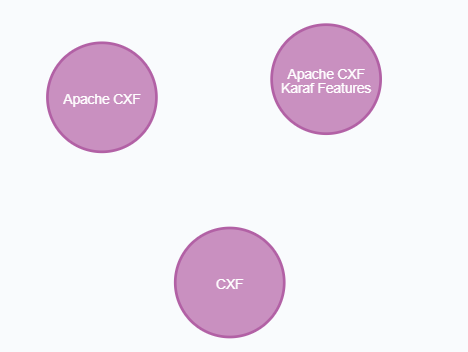 Apache CXF
Apache CXF
Karaf Features
CXF